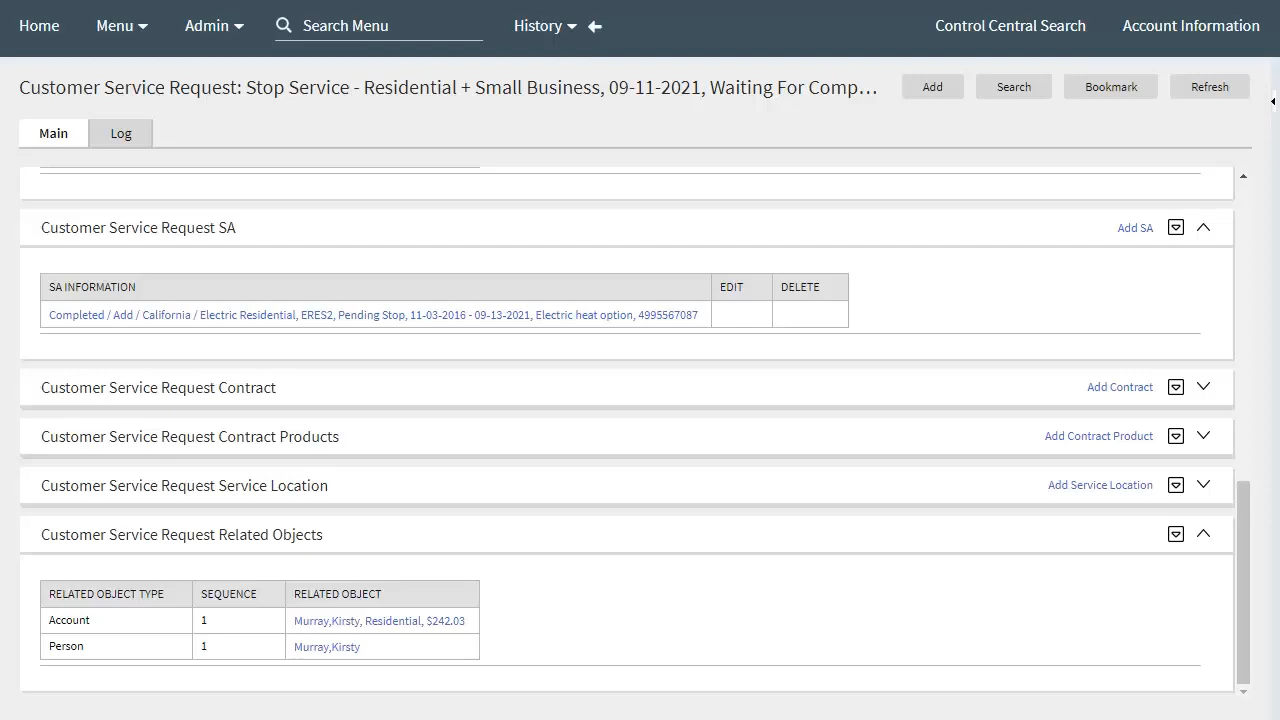 Home Menu Admin Search Menu History Control Central Search Account Information
Customer Service Request: Stop Service - Residential + Small Business, 09-11-2021, Waiting For Comp... Add Search Bookmark Refresh
Main Log
Customer Service Request SA Add SA
SA INFORMATION EDIT DELETE
Completed / Add / California / Electric Residential, ERES2, Pending Stop, 11-03-2016 - 09-13-2021, Electric heat option, 4995567087
Customer Service Request Contract Add Contract
Customer Service Request Contract Products Add Contract Product
Customer Service Request Service Location Add Service Location
Customer Service Request Related Objects
RELATED OBJECT TYPE SEQUENCE RELATED OBJECT
Account 1 Murray,Kirsty, Residential, $242.03
Person 1 Murray,Kirsty